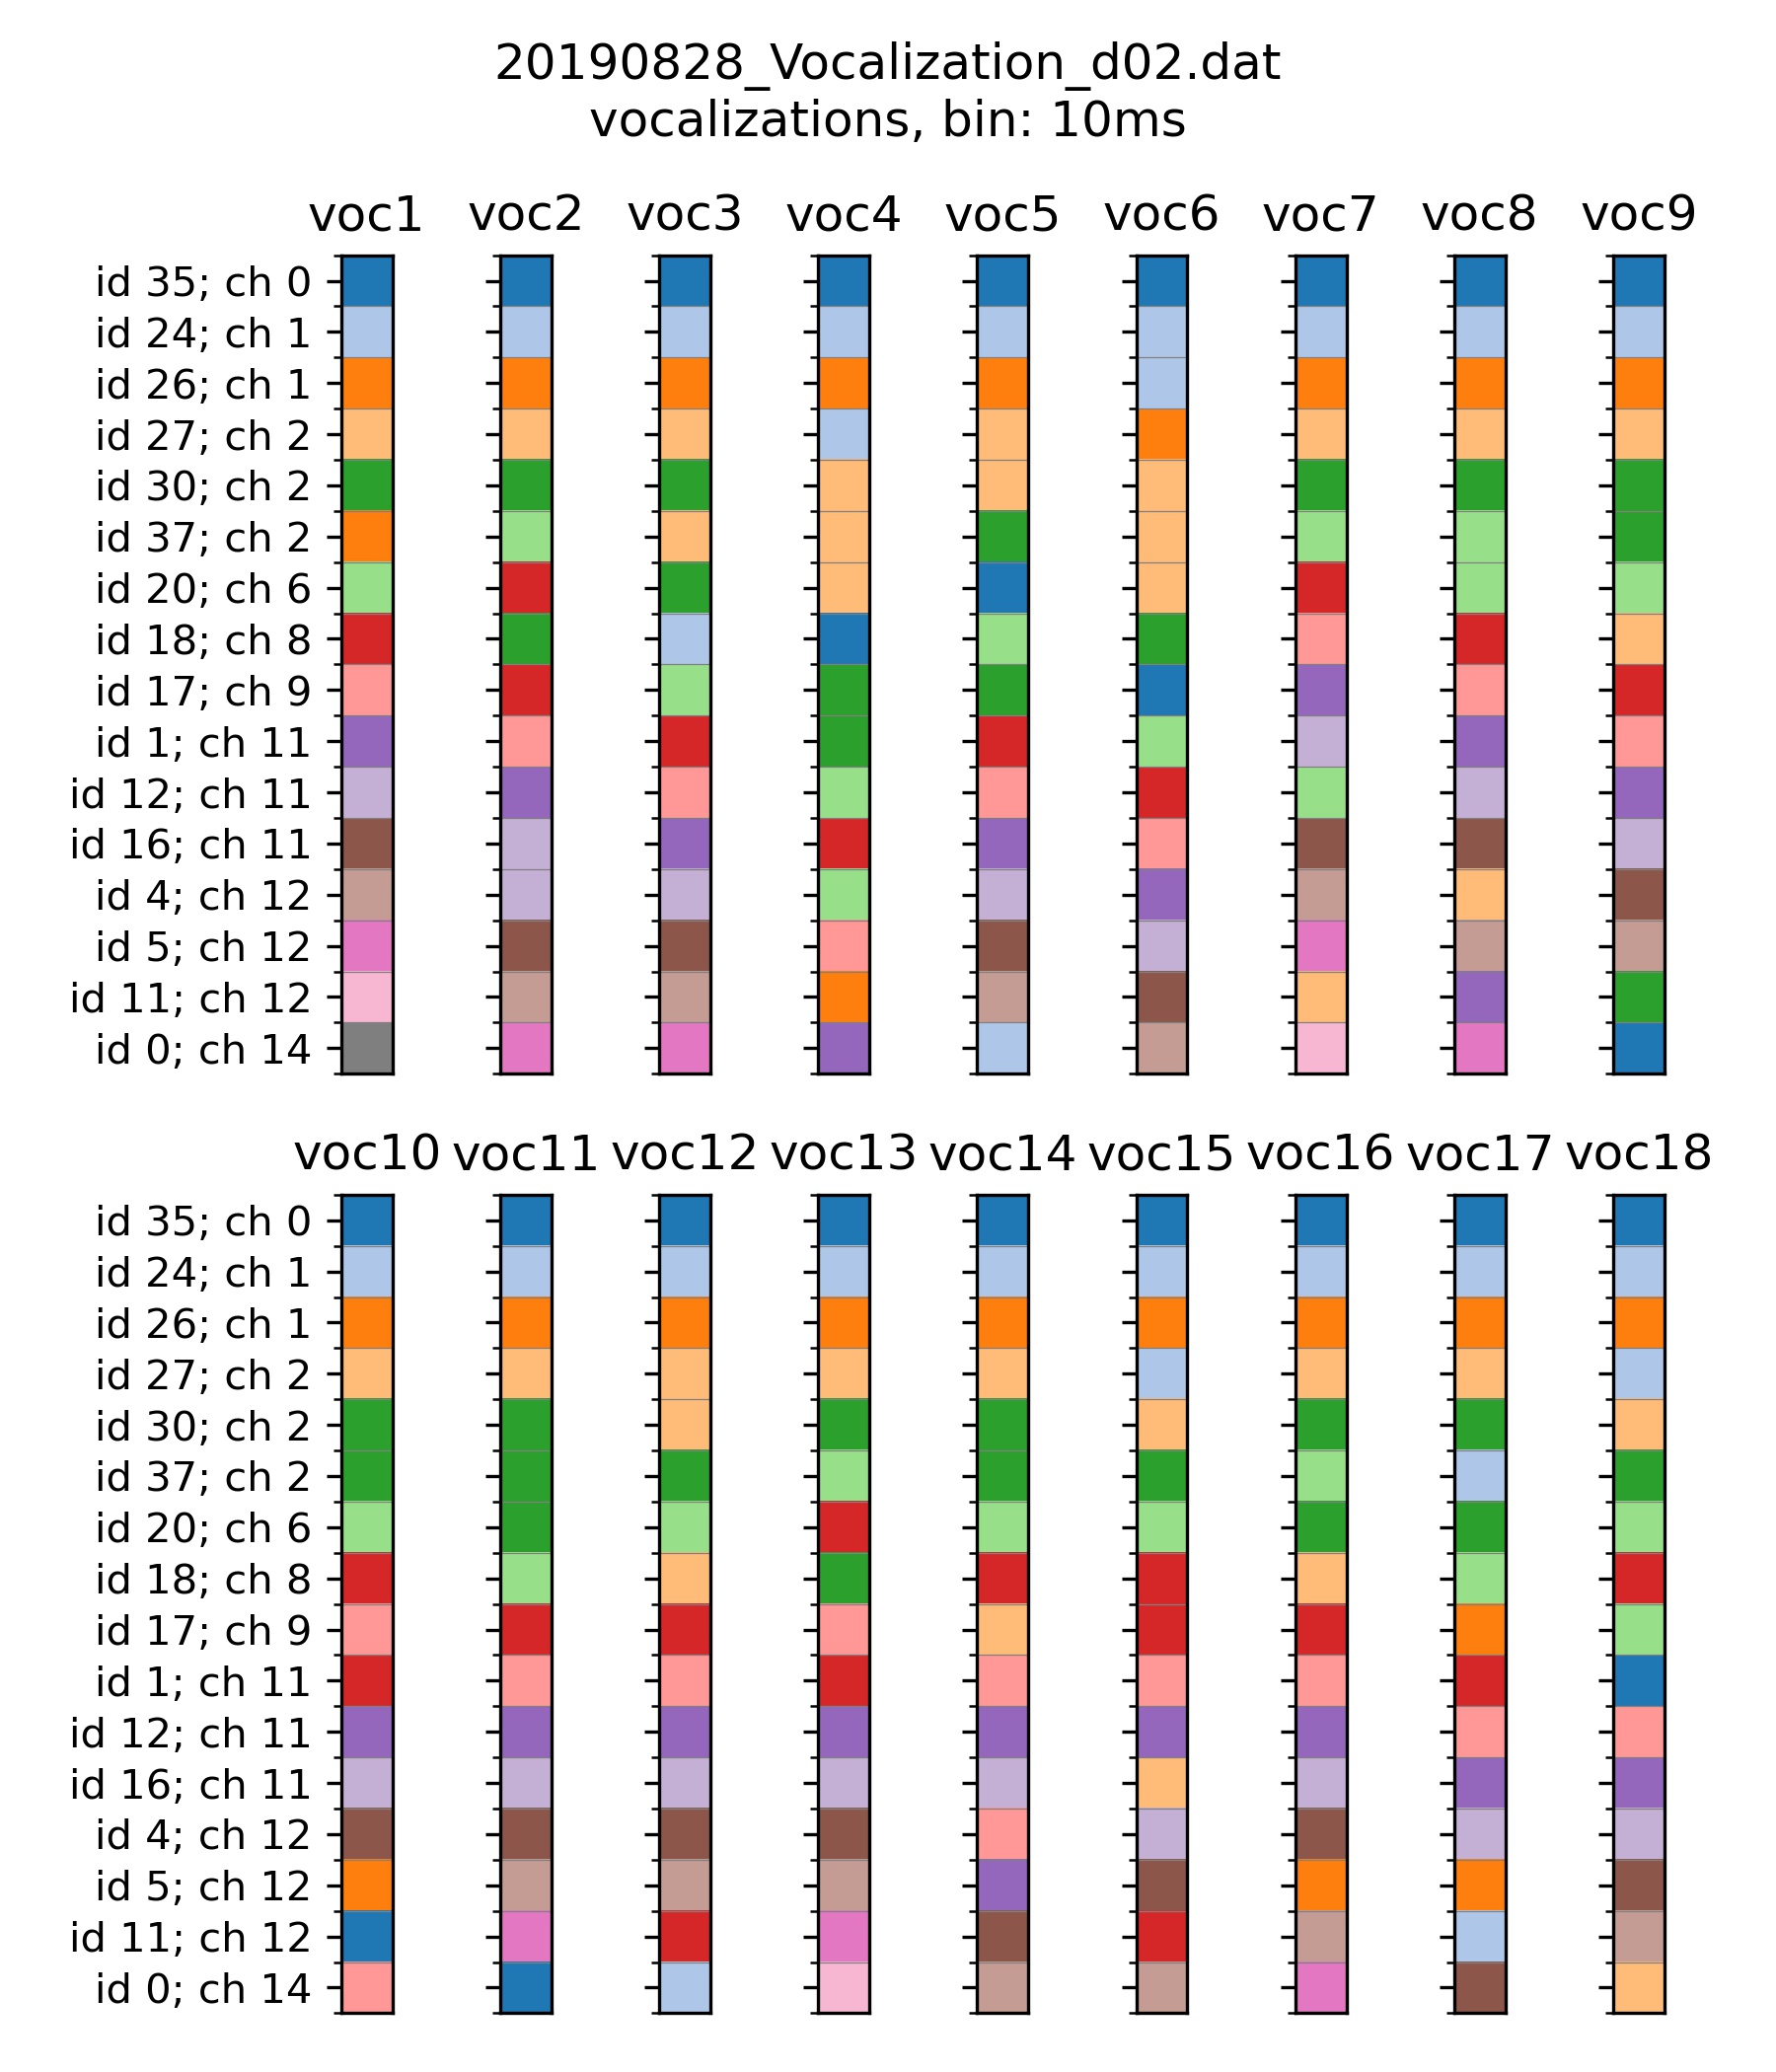 20190828_Vocalization_d02.dat
vocalizations, bin: 10ms
voc1 voc2 voc3 voc4 voc5 voc6 voc7 voc8 voc9
id 35; ch 0
id 24; ch 1
id 26; ch 1
id 27; ch 2
id 30; ch 2
id 37; ch 2
id 20; ch 6
id 18; ch 8
id 17; ch 9
id 1; ch 11
id 12; ch 11
id 16; ch 11
id 4; ch 12
id 5; ch 12
id 11; ch 12
id 0; ch 14
voc10 voc11 voc12 voc13 voc14 voc15 voc16 voc17 voc18
id 35; ch 0
id 24; ch 1
id 26; ch 1
id 27; ch 2
id 30; ch 2
id 37; ch 2
id 20; ch 6
id 18; ch 8
id 17; ch 9
id 1; ch 11
id 12; ch 11
id 16; ch 11
id 4; ch 12
id 5; ch 12
id 11; ch 12
id 0; ch 14